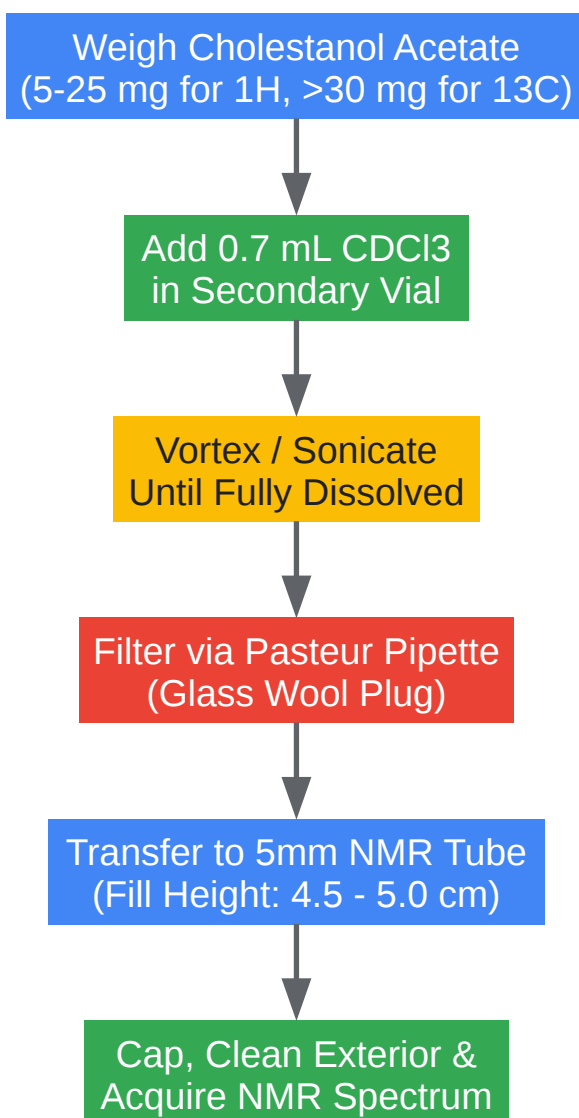 Weigh Cholestanol Acetate
(5-25 mg for 1H, >30 mg for 13C)
Add 0.7 mL CDCl3
in Secondary Vial
Vortex / Sonicate
Until Fully Dissolved
Filter via Pasteur Pipette
(Glass Wool Plug)
Transfer to 5mm NMR Tube
(Fill Height: 4.5 - 5.0 cm)
Cap, Clean Exterior &
Acquire NMR Spectrum